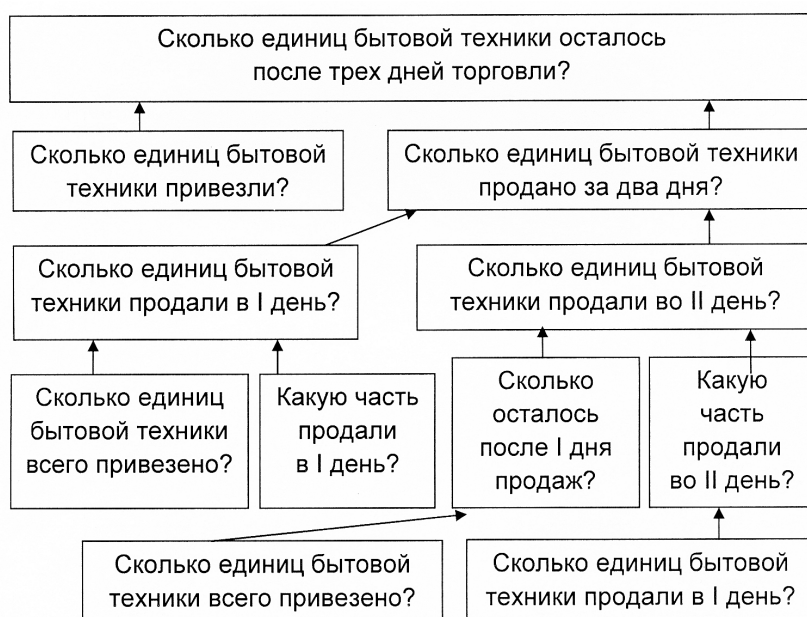 Сколько единиц бытовой техники осталось
после трех дней торговли?
Сколько единиц бытовой
техники привезли?
Сколько единиц бытовой техники
продано за два дня?
Сколько единиц бытовой
техники продали в I день?
Сколько единиц бытовой
техники продали во II день?
Сколько единиц
бытовой техники
всего привезено?
Какую часть
продали
в I день?
Сколько
осталось
после I дня
продаж?
Какую
часть
продали
во II день?
Сколько единиц бытовой
техники всего привезено?
Сколько единиц бытовой
техники продали в I день?